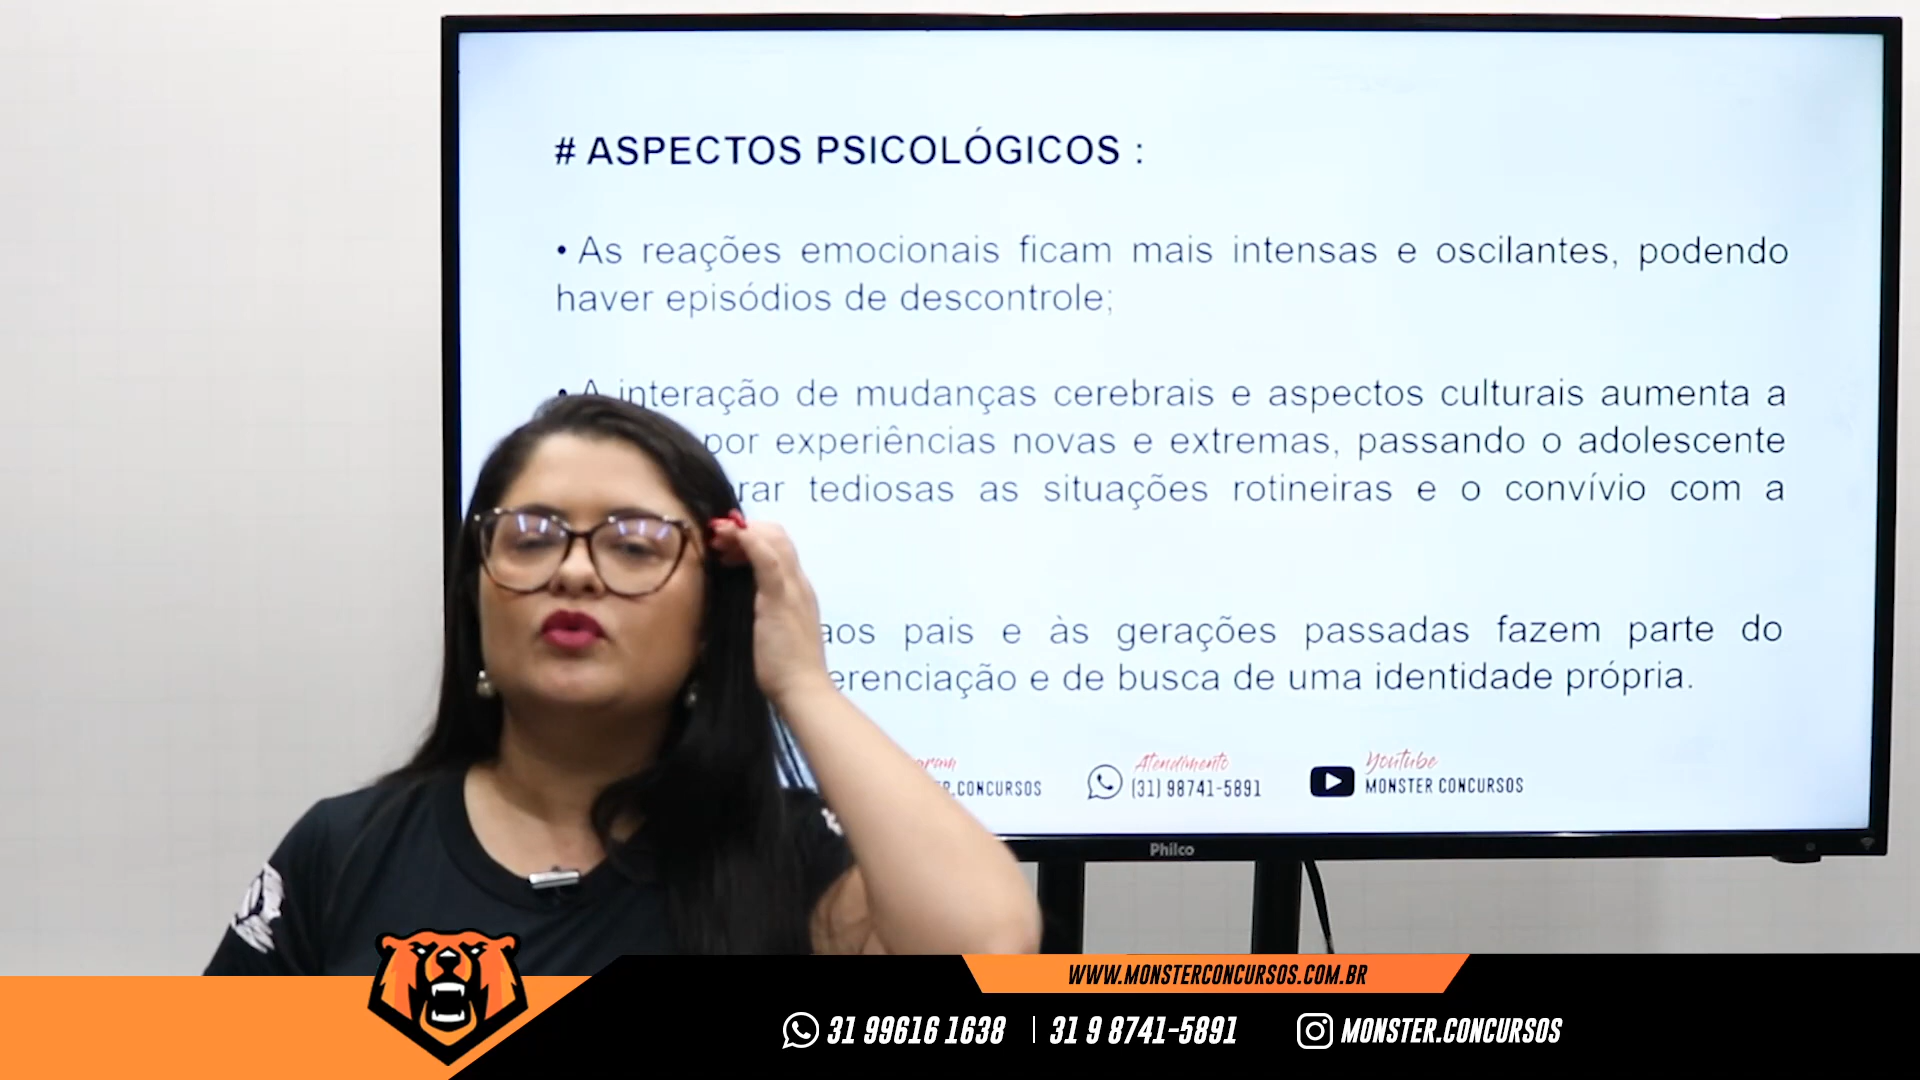 # ASPECTOS PSICOLÓGICOS :
• As reações emocionais ficam mais intensas e oscilantes, podendo
haver episódios de descontrole;
• A interação de mudanças cerebrais e aspectos culturais aumenta a
por experiências novas e extremas, passando o adolescente
tediosas as situações rotineiras e o convívio com a
aos pais e às gerações passadas fazem parte do
e de busca de uma identidade própria.
Atendimento
(31) 98741-5891
Youtube
MONSTER CONCURSOS
Philco
WWW.MONSTERCONCURSOS.COM.BR
31 99616 1638 | 31 9 8741-5891
MONSTER.CONCURSOS